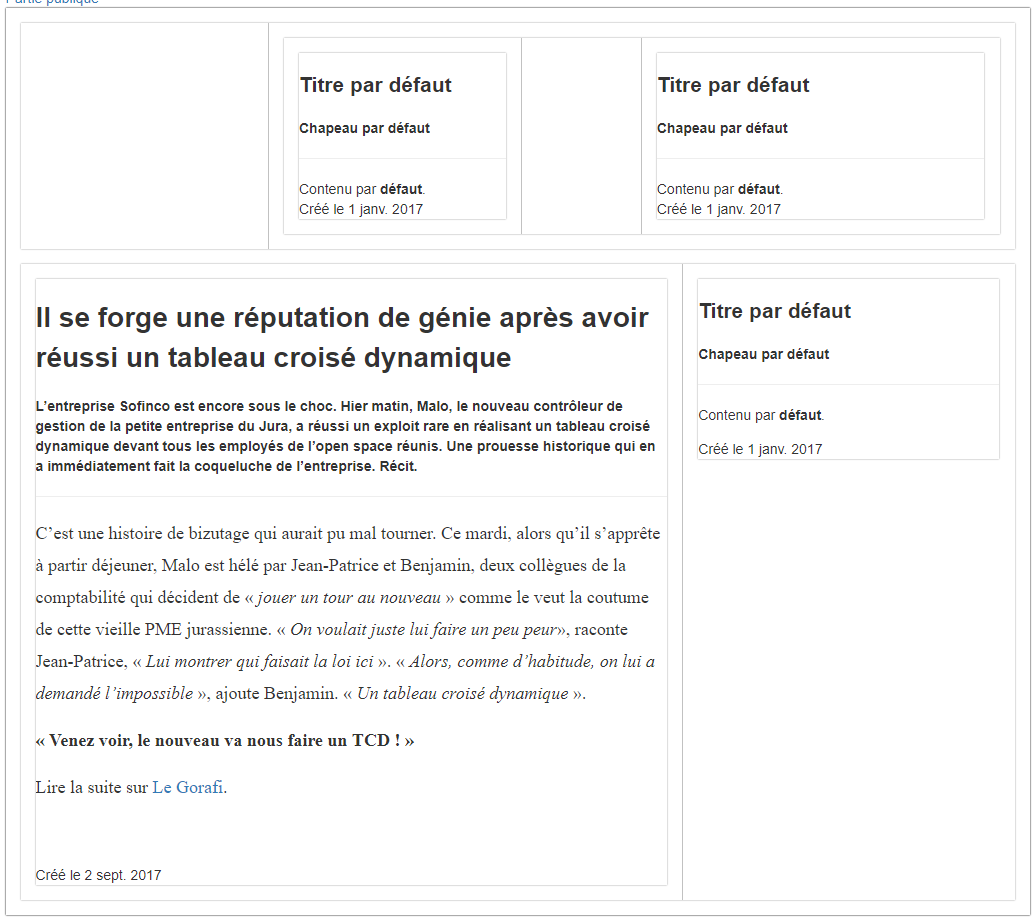 Partie publique
Titre par défaut
Chapeau par défaut
Contenu par défaut.
Créé le 1 janv. 2017
Titre par défaut
Chapeau par défaut
Contenu par défaut.
Créé le 1 janv. 2017
Il se forge une réputation de génie après avoir
réussi un tableau croisé dynamique
L’entreprise Sofinco est encore sous le choc. Hier matin, Malo, le nouveau contrôleur de
gestion de la petite entreprise du Jura, a réussi un exploit rare en réalisant un tableau croisé
dynamique devant tous les employés de l’open space réunis. Une prouesse historique qui en
a immédiatement fait la coqueluche de l’entreprise. Récit.
C’est une histoire de bizutage qui aurait pu mal tourner. Ce mardi, alors qu’il s’apprête
à partir déjeuner, Malo est hélé par Jean-Patrice et Benjamin, deux collègues de la
comptabilité qui décident de « jouer un tour au nouveau » comme le veut la coutume
de cette vieille PME jurassienne. « On voulait juste lui faire un peu peur», raconte
Jean-Patrice, « Lui montrer qui faisait la loi ici ». « Alors, comme d’habitude, on lui a
demandé l’impossible », ajoute Benjamin. « Un tableau croisé dynamique ».
« Venez voir, le nouveau va nous faire un TCD ! »
Lire la suite sur Le Gorafi.
Créé le 2 sept. 2017
Titre par défaut
Chapeau par défaut
Contenu par défaut.
Créé le 1 janv. 2017